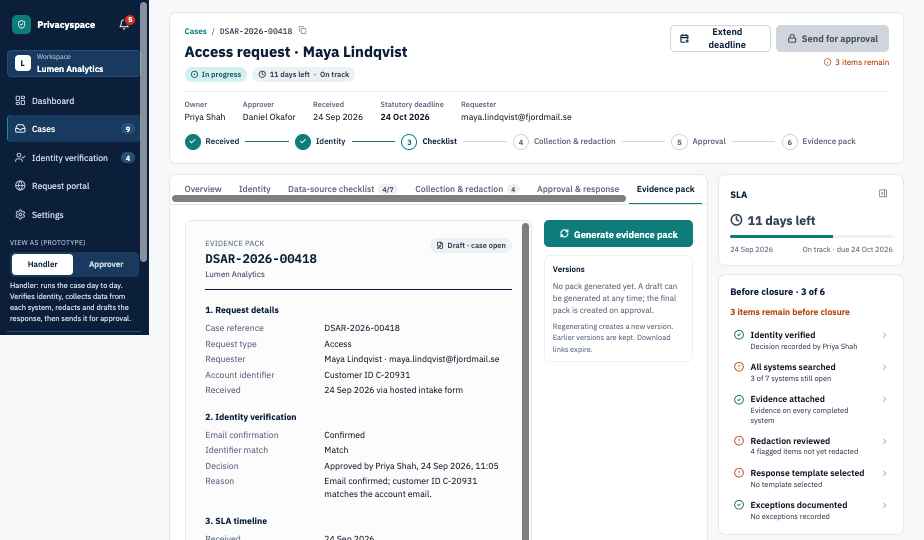 Privacyspace
5
L
Workspace
Lumen Analytics
Dashboard
Cases 9
Identity verification 4
Request portal
Settings
VIEW AS (PROTOTYPE)
Handler
Approver
Handler: runs the case day to day.
Verifies identity, collects data from
each system, redacts and drafts the
response, then sends it for approval.
Cases / DSAR-2026-00418
Access request · Maya Lindqvist
In progress
11 days left · On track
Extend deadline
Send for approval
3 items remain
Owner
Priya Shah
Approver
Daniel Okafor
Received
24 Sep 2026
Statutory deadline
24 Oct 2026
Requester
maya.lindqvist@fjordmail.se
Received
Identity
3 Checklist
4 Collection & redaction
5 Approval
6 Evidence pack
Overview
Identity
Data-source checklist 4/7
Collection & redaction 4
Approval & response
Evidence pack
EVIDENCE PACK
DSAR-2026-00418
Lumen Analytics
Draft · case open
1. Request details
Case reference DSAR-2026-00418
Request type Access
Requester Maya Lindqvist · maya.lindqvist@fjordmail.se
Account identifier Customer ID C-20931
Received 24 Sep 2026 via hosted intake form
2. Identity verification
Email confirmation Confirmed
Identifier match Match
Decision Approved by Priya Shah, 24 Sep 2026, 11:05
Reason Email confirmed; customer ID C-20931
matches the account email.
3. SLA timeline
Received 24 Sep 2026
Generate evidence pack
Versions
No pack generated yet. A draft can
be generated at any time; the final
pack is created on approval.
Regenerating creates a new version.
Earlier versions are kept. Download
links expire.
SLA
11 days left
24 Sep 2026
On track · due 24 Oct 2026
Before closure · 3 of 6
3 items remain before closure
Identity verified
Decision recorded by Priya Shah
All systems searched
3 of 7 systems still open
Evidence attached
Evidence on every completed
system
Redaction reviewed
4 flagged items not yet redacted
Response template selected
No template selected
Exceptions documented
No exceptions recorded